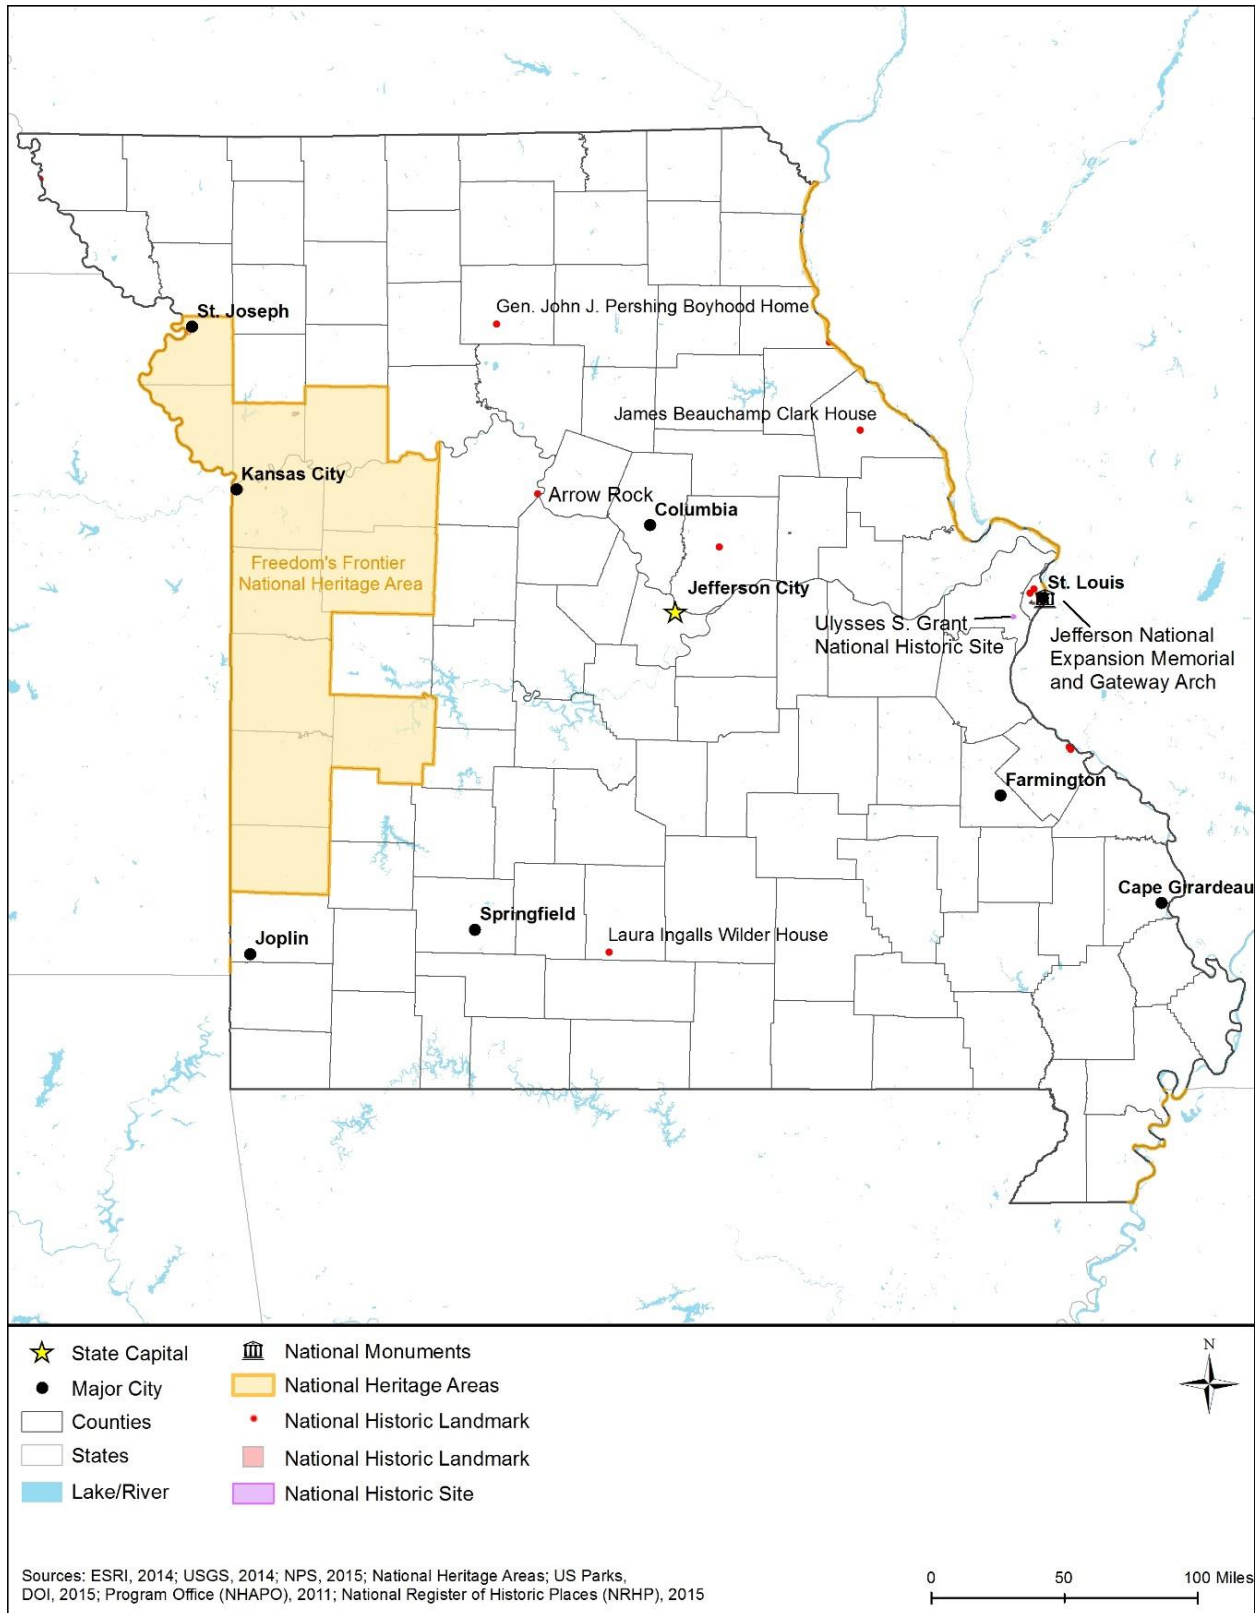 St. Joseph
Gen. John J. Pershing Boyhood Home
James Beauchamp Clark House
Kansas City
Arrow Rock
Columbia
Freedom's Frontier
National Heritage Area
Jefferson City
St. Louis
Ulysses S. Grant
National Historic Site
Jefferson National
Expansion Memorial
and Gateway Arch
Farmington
Cape Girardeau
Springfield
Joplin
Laura Ingalls Wilder House
State Capital
Major City
Counties
States
Lake/River
National Monuments
National Heritage Areas
National Historic Landmark
National Historic Landmark
National Historic Site
N
Sources: ESRI, 2014; USGS, 2014; NPS, 2015; National Heritage Areas; US Parks,
DOI, 2015; Program Office (NHAPO), 2011; National Register of Historic Places (NRHP), 2015
0 50 100 Miles